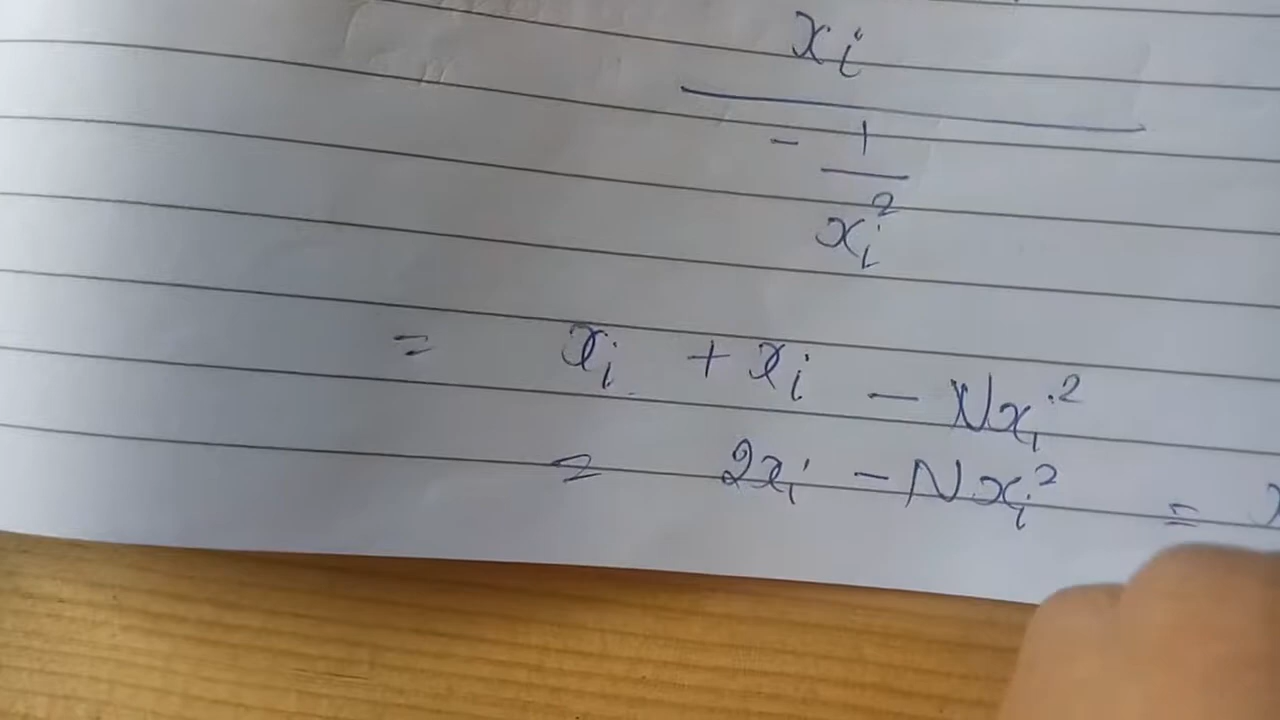 xᵢ
- 1
xᵢ²
= xᵢ + xᵢ - Nxᵢ²
= 2xᵢ - Nxᵢ² =